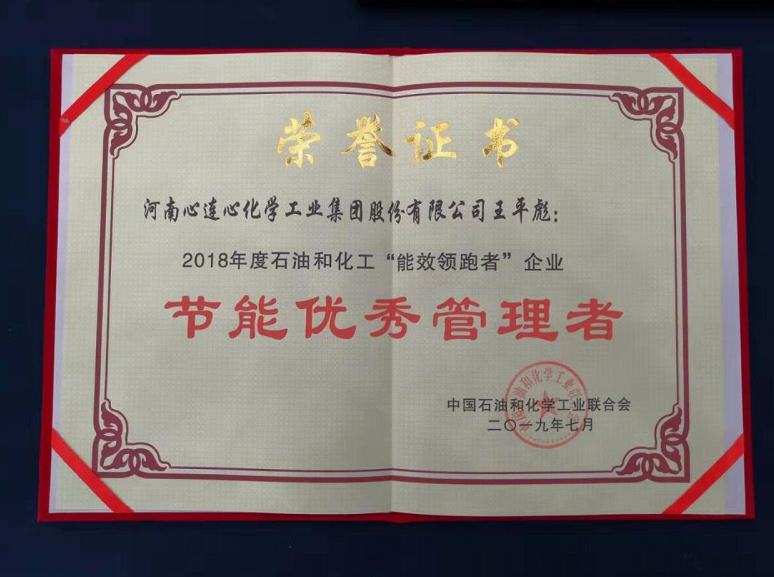 荣誉证书
河南心连心化学工业集团股份有限公司王平彪：
2018年度石油和化工“能效领跑者”企业
节能优秀管理者
中国石油和化学工业联合会
二〇一九年七月